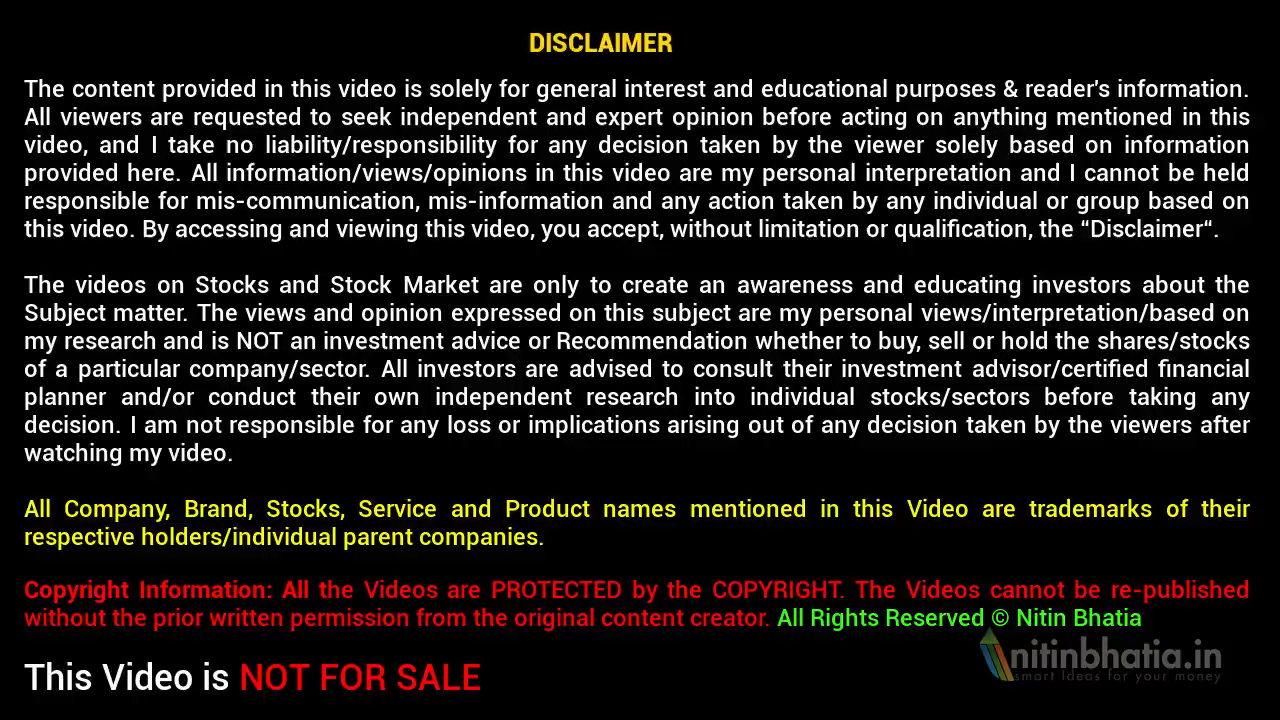 DISCLAIMER
The content provided in this video is solely for general interest and educational purposes & reader's information.
All viewers are requested to seek independent and expert opinion before acting on anything mentioned in this
video, and I take no liability/responsibility for any decision taken by the viewer solely based on information
provided here. All information/views/opinions in this video are my personal interpretation and I cannot be held
responsible for mis-communication, mis-information and any action taken by any individual or group based on
this video. By accessing and viewing this video, you accept, without limitation or qualification, the “Disclaimer“.
The videos on Stocks and Stock Market are only to create an awareness and educating investors about the
Subject matter. The views and opinion expressed on this subject are my personal views/interpretation/based on
my research and is NOT an investment advice or Recommendation whether to buy, sell or hold the shares/stocks
of a particular company/sector. All investors are advised to consult their investment advisor/certified financial
planner and/or conduct their own independent research into individual stocks/sectors before taking any
decision. I am not responsible for any loss or implications arising out of any decision taken by the viewers after
watching my video.
All Company, Brand, Stocks, Service and Product names mentioned in this Video are trademarks of their
respective holders/individual parent companies.
Copyright Information: All the Videos are PROTECTED by the COPYRIGHT. The Videos cannot be re-published
without the prior written permission from the original content creator. All Rights Reserved © Nitin Bhatia
This Video is NOT FOR SALE
nitinbhatia.in
smart Ideas for your money